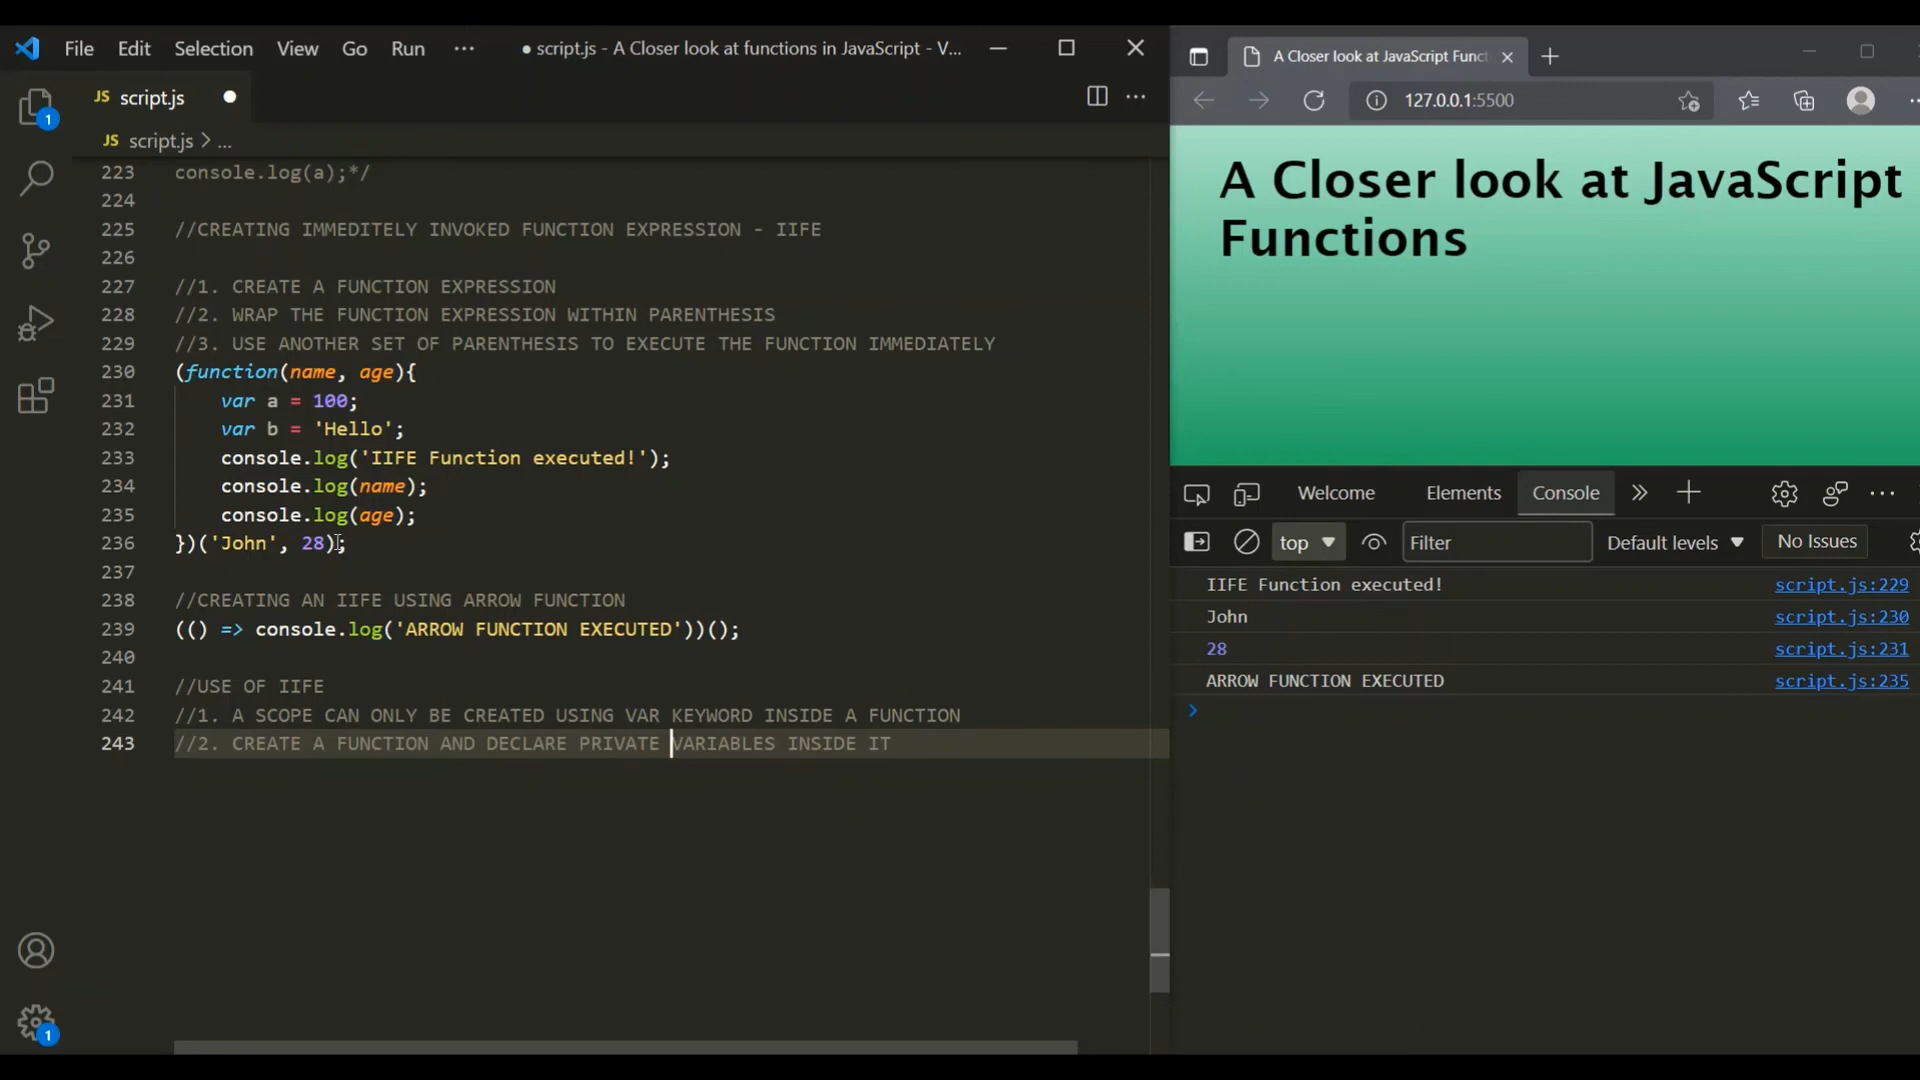 File Edit Selection View Go Run ··· ● script.js - A Closer look at functions in JavaScript - V...
JS script.js ●
JS script.js > ...
223 console.log(a);*/
224
225 //CREATING IMMEDITELY INVOKED FUNCTION EXPRESSION - IIFE
226
227 //1. CREATE A FUNCTION EXPRESSION
228 //2. WRAP THE FUNCTION EXPRESSION WITHIN PARENTHESIS
229 //3. USE ANOTHER SET OF PARENTHESIS TO EXECUTE THE FUNCTION IMMEDIATELY
230 (function(name, age){
231 var a = 100;
232 var b = 'Hello';
233 console.log('IIFE Function executed!');
234 console.log(name);
235 console.log(age);
236 })('John', 28);
237
238 //CREATING AN IIFE USING ARROW FUNCTION
239 (() => console.log('ARROW FUNCTION EXECUTED'))();
240
241 //USE OF IIFE
242 //1. A SCOPE CAN ONLY BE CREATED USING VAR KEYWORD INSIDE A FUNCTION
243 //2. CREATE A FUNCTION AND DECLARE PRIVATE VARIABLES INSIDE IT
1
1
A Closer look at JavaScript Funct
127.0.0.1:5500
A Closer look at JavaScript
Functions
Welcome Elements Console
top Filter Default levels No Issues
IIFE Function executed! script.js:229
John script.js:230
28 script.js:231
ARROW FUNCTION EXECUTED script.js:235